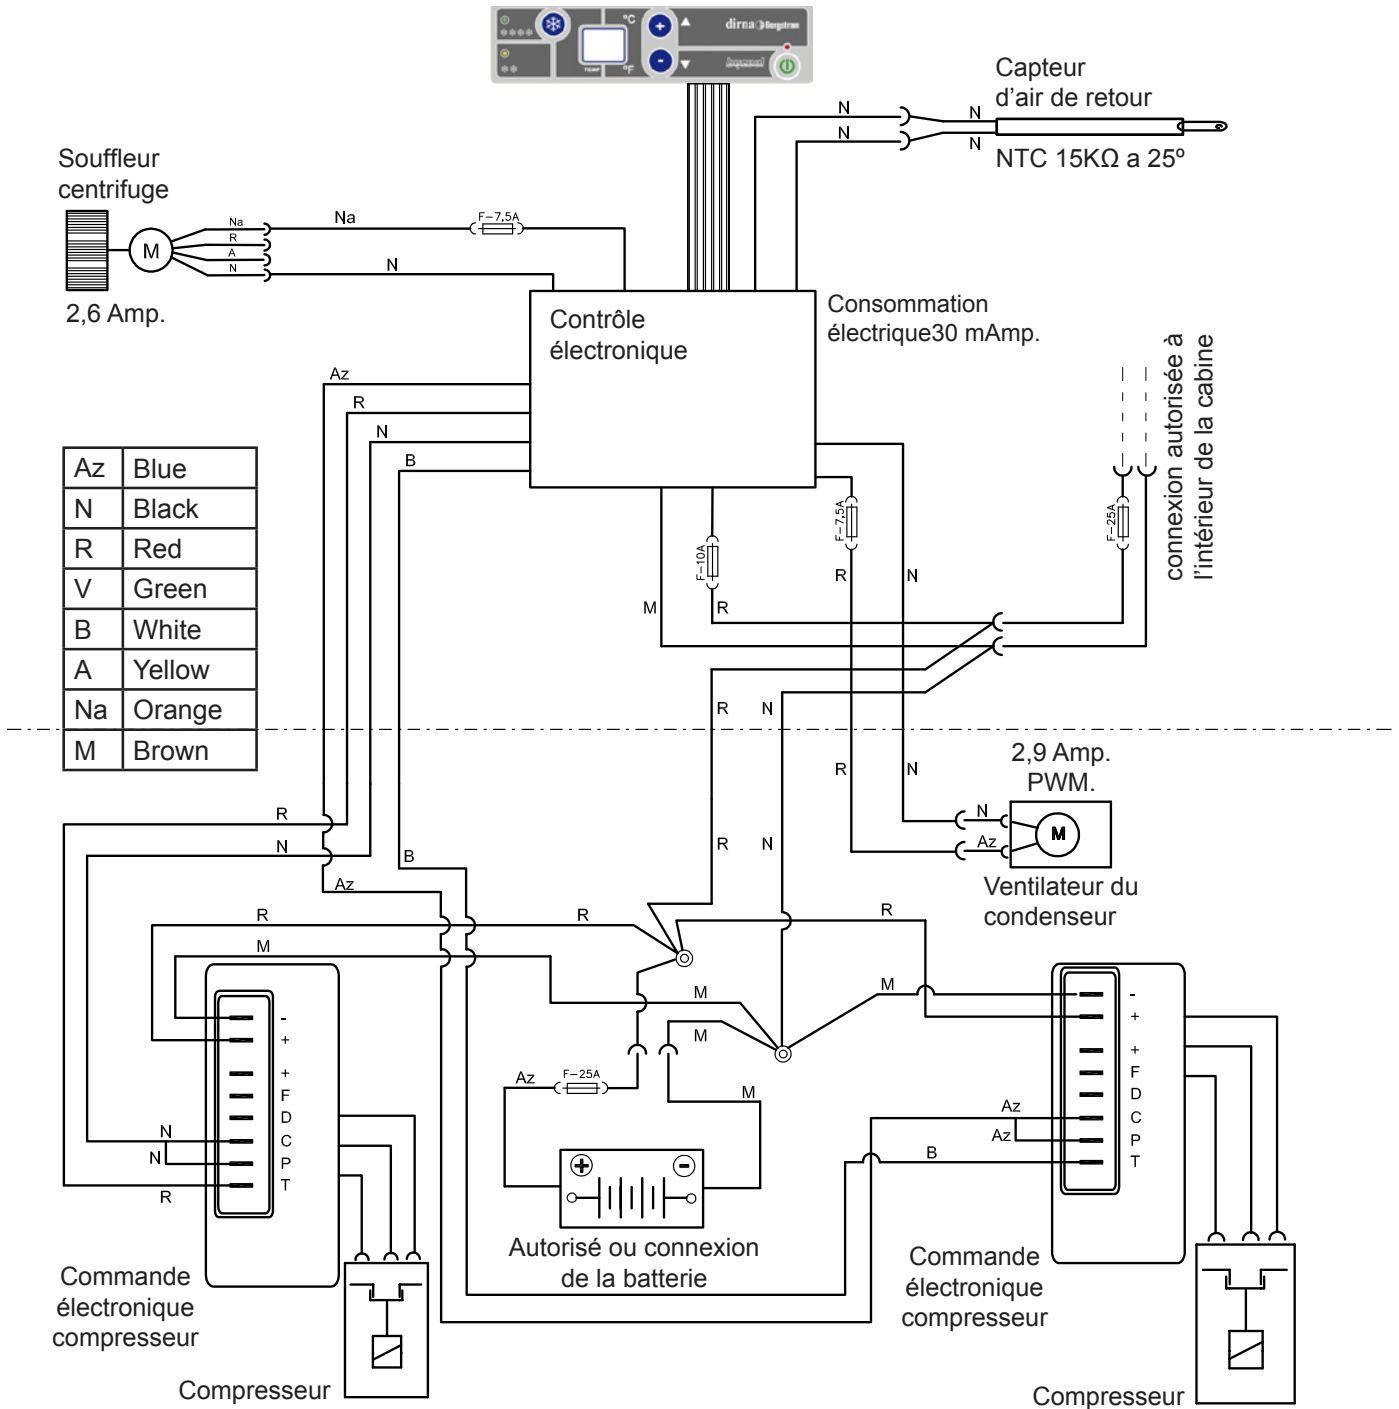 °C
+
dirna Bergstrom
TEMP
°F
-
Capteur
d'air de retour
N
N
N
N
NTC 15KΩ a 25º
Souffleur
centrifuge
M
Na
R
A
N
Na
F-7,5A
N
2,6 Amp.
Contrôle
électronique
Consommation
électrique30 mAmp.
connexion autorisée à
l'intérieur de la cabine
Az
R
N
B
Az Blue
N Black
R Red
V Green
B White
A Yellow
Na Orange
M Brown
F-10A
F-7,5A
F-25A
M
R
R
N
R
N
R
N
2,9 Amp.
PWM.
N
Az
M
Ventilateur du
condenseur
R
N
B
Az
R
N
R
R
R
M
M
M
M
Az
F-25A
M
-
+
+
F
D
C
P
T
N
N
R
-
+
+
F
D
C
P
T
Az
Az
B
+
-
Autorisé ou connexion
de la batterie
Commande
électronique
compresseur
Compresseur
Commande
électronique
compresseur
Compresseur